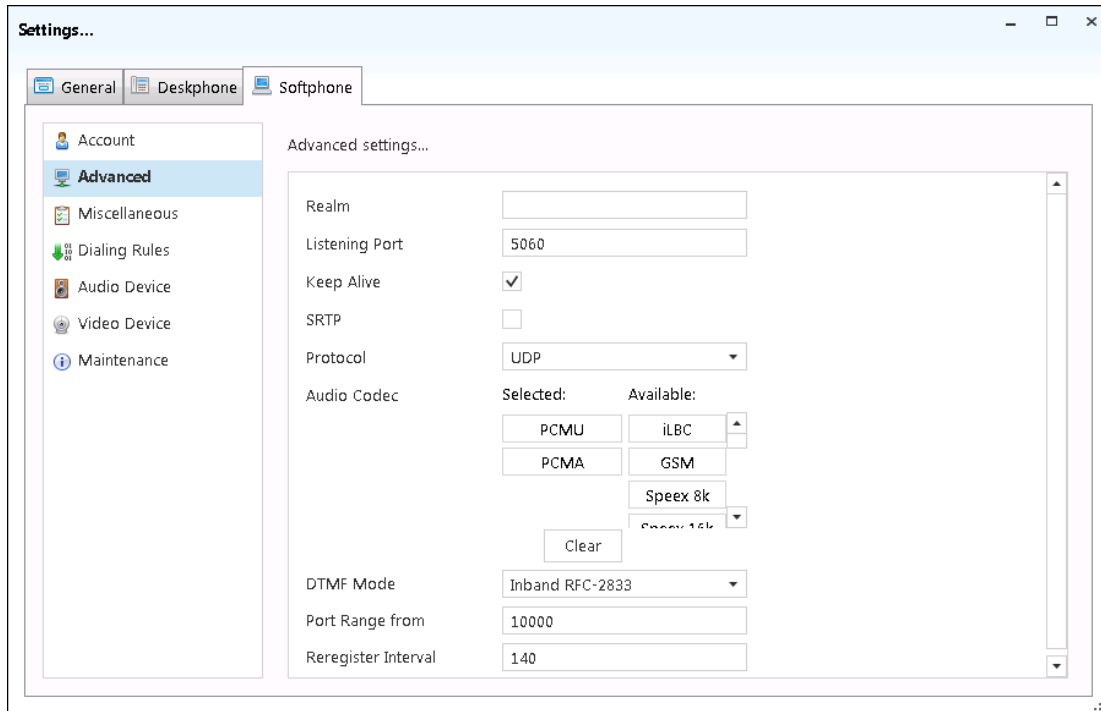 Settings...
General Deskphone Softphone
Account
Advanced
Miscellaneous
Dialing Rules
Audio Device
Video Device
Maintenance
Advanced settings...
Realm
Listening Port 5060
Keep Alive
SRTP
Protocol UDP
Audio Codec Selected: Available:
PCMU iLBC
PCMA GSM
Speex 8k
Speex 16k
Clear
DTMF Mode Inband RFC-2833
Port Range from 10000
Reregister Interval 140